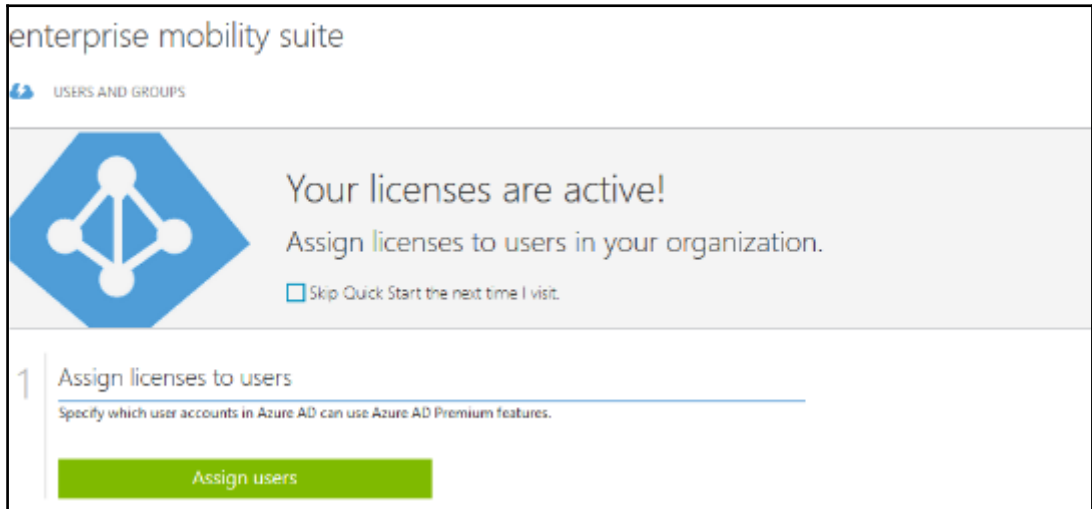 enterprise mobility suite
USERS AND GROUPS
Your licenses are active!
Assign licenses to users in your organization.
Skip Quick Start the next time I visit.
1
Assign licenses to users
Specify which user accounts in Azure AD can use Azure AD Premium features.
Assign users